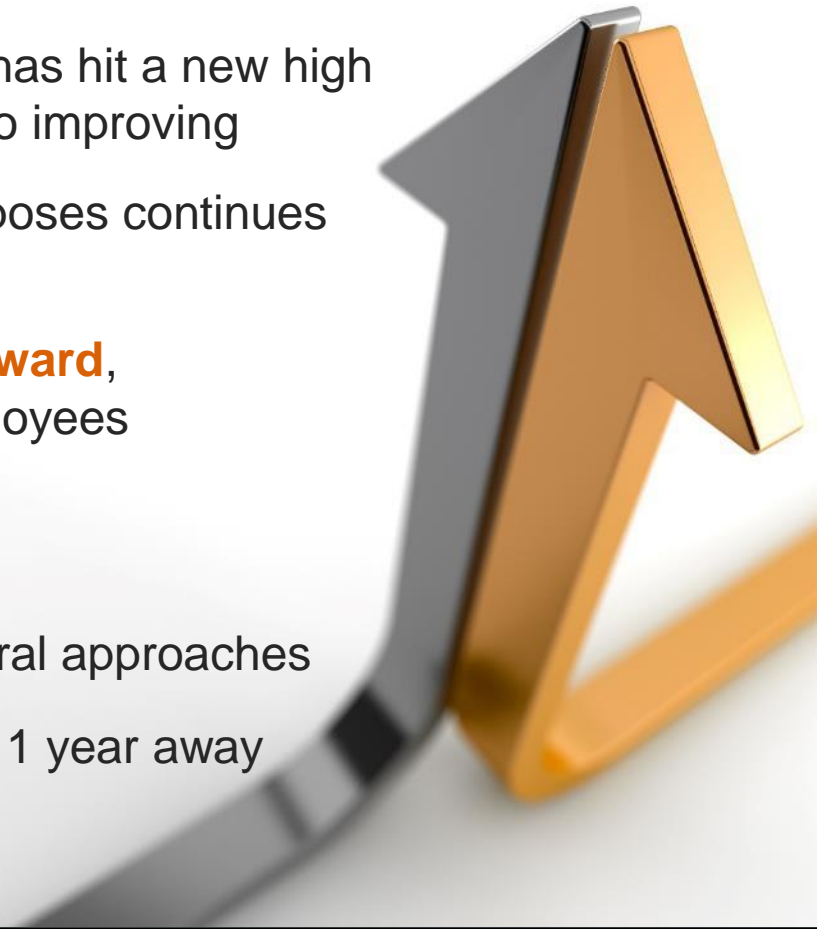 has hit a new high
improving
poses continues
ward,
oyees
ral approaches
1 year away